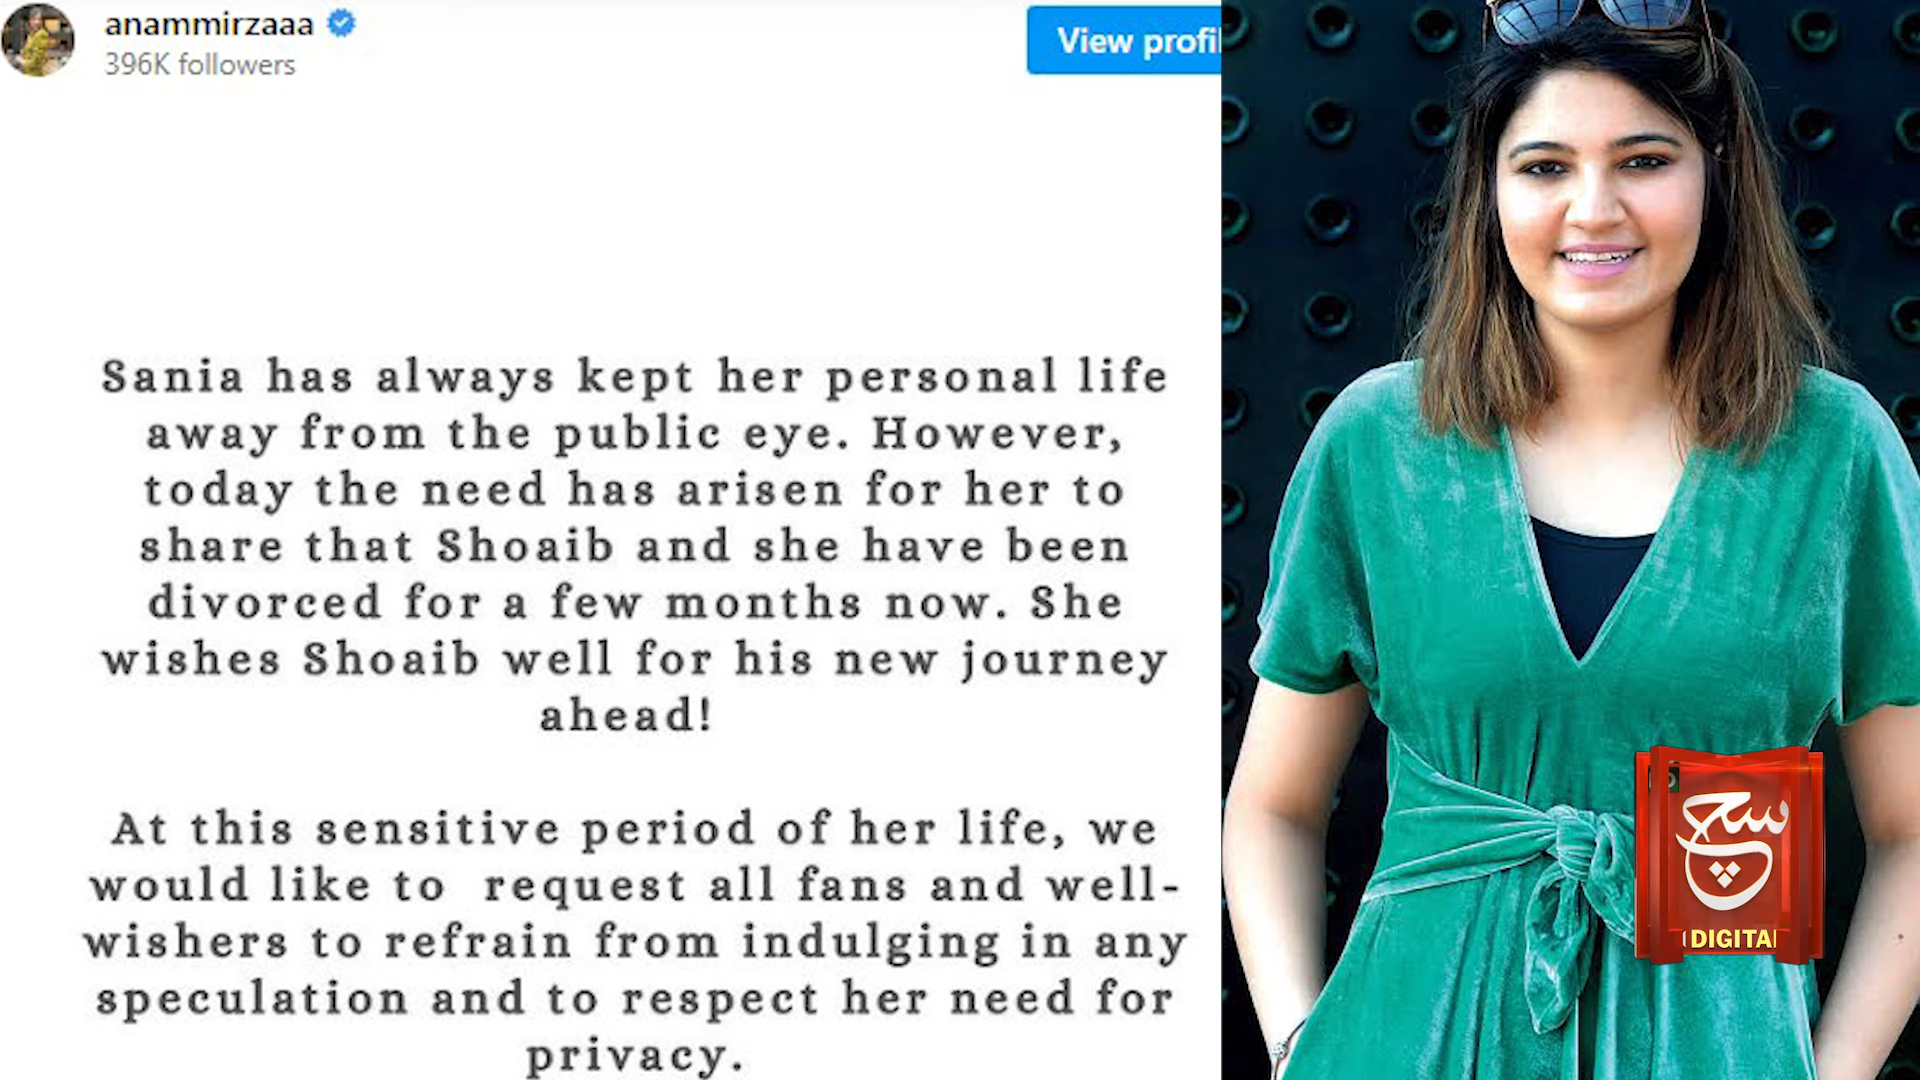 anammirzaaa
396K followers
View profi
Sania has always kept her personal life
away from the public eye. However,
today the need has arisen for her to
share that Shoaib and she have been
divorced for a few months now. She
wishes Shoaib well for his new journey
ahead!
At this sensitive period of her life, we
would like to request all fans and well-
wishers to refrain from indulging in any
speculation and to respect her need for
privacy.
سچ
DIGITAL